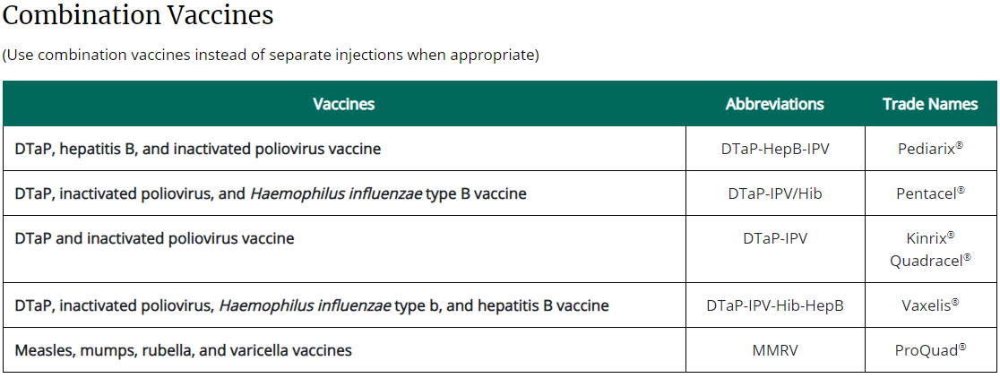 Combination Vaccines
(Use combination vaccines instead of separate injections when appropriate)
Vaccines Abbreviations Trade Names
DTaP, hepatitis B, and inactivated poliovirus vaccine DTaP-HepB-IPV Pediarix®
DTaP, inactivated poliovirus, and Haemophilus influenzae type B vaccine DTaP-IPV/Hib Pentacel®
DTaP and inactivated poliovirus vaccine DTaP-IPV Kinrix®
Quadracel®
DTaP, inactivated poliovirus, Haemophilus influenzae type b, and hepatitis B vaccine DTaP-IPV-Hib-HepB Vaxelis®
Measles, mumps, rubella, and varicella vaccines MMRV ProQuad®